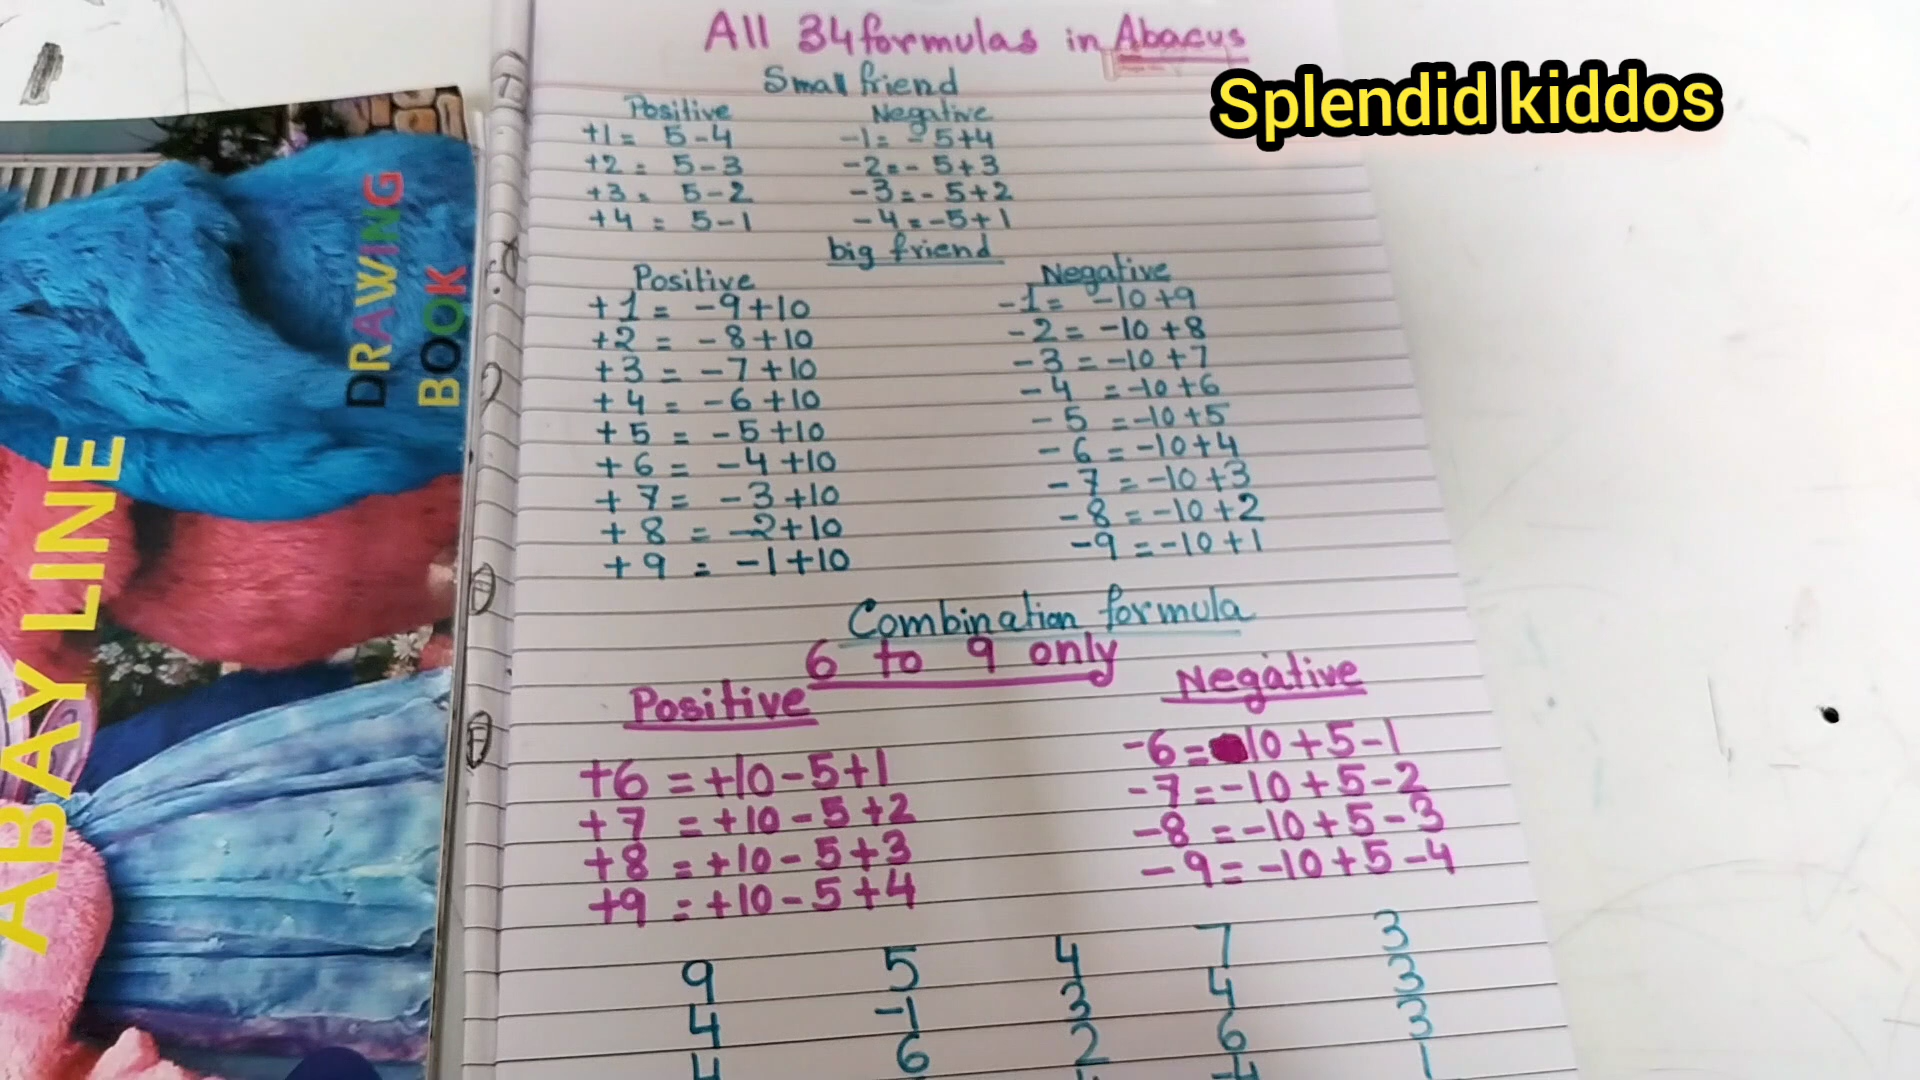 All 34 formulas in Abacus
Splendid kiddos
Small friend
Positive Negative
+1 = 5-4 -1 = -5+4
+2 = 5-3 -2 = -5+3
+3 = 5-2 -3 = -5+2
+4 = 5-1 -4 = -5+1
big friend
Positive Negative
+1 = -9+10 -1 = -10+9
+2 = -8+10 -2 = -10+8
+3 = -7+10 -3 = -10+7
+4 = -6+10 -4 = -10+6
+5 = -5+10 -5 = -10+5
+6 = -4+10 -6 = -10+4
+7 = -3+10 -7 = -10+3
+8 = -2+10 -8 = -10+2
+9 = -1+10 -9 = -10+1
Combination formula
6 to 9 only
Positive Negative
+6 = +10-5+1 -6 = 10+5-1
+7 = +10-5+2 -7 = -10+5-2
+8 = +10-5+3 -8 = -10+5-3
+9 = +10-5+4 -9 = -10+5-4
9 5 4 7 3
4 -1 3 4 3
4 6 2 6 3
-4 1
DRAWING
BOOK
ABAY LINE